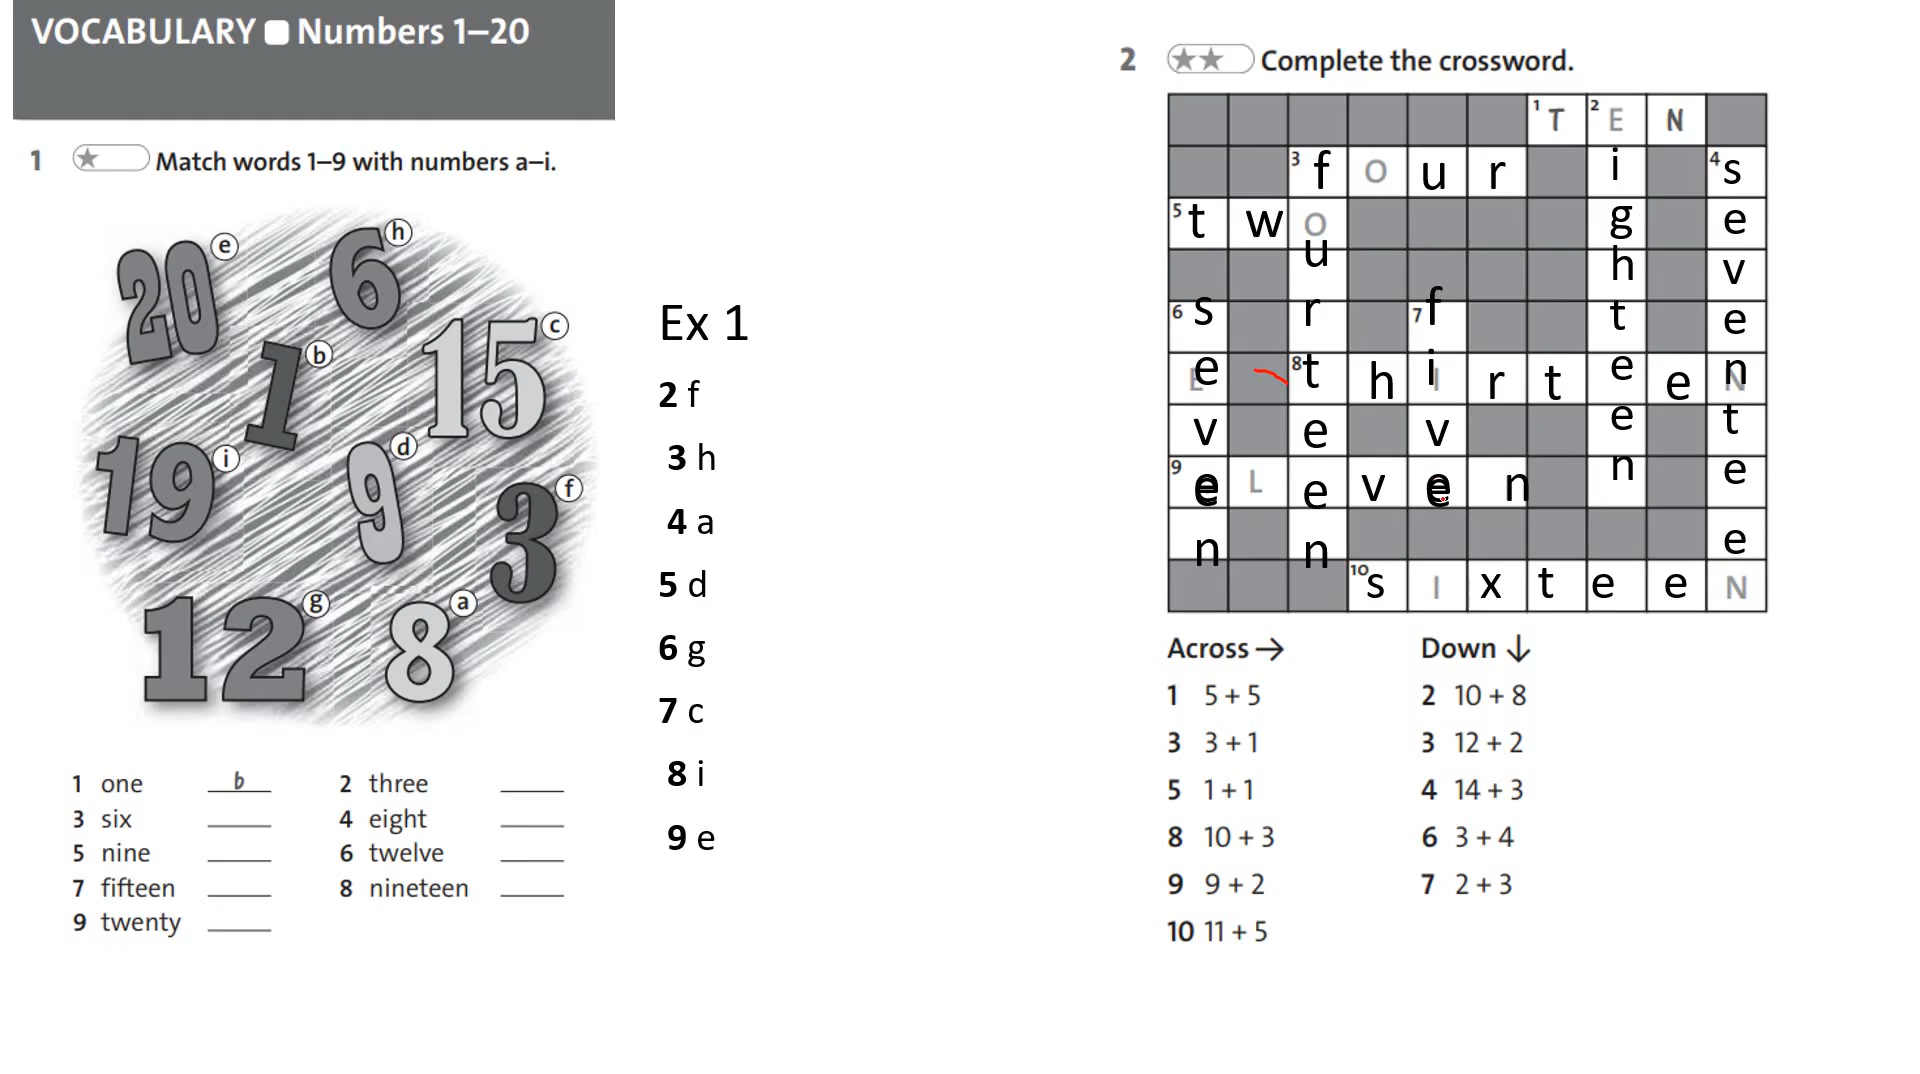 VOCABULARY ■ Numbers 1–20
1 ★ Match words 1–9 with numbers a–i.
20 e
6 h
15 c
1 b
19 i
9 d
3 f
12 g
8 a
1 one b 2 three
3 six 4 eight
5 nine 6 twelve
7 fifteen 8 nineteen
9 twenty
Ex 1
2 f
3 h
4 a
5 d
6 g
7 c
8 i
9 e
2 ★★ Complete the crossword.
1 T 2 E N
3 f O u r i 4 s
5 t w O g e
u h v
6 s r 7 f t e
E e 8 t h I i r t e e N n
v e v e t
9 e L e v e n n e
n n e
10 s I x t e e N
Across → Down ↓
1 5 + 5 2 10 + 8
3 3 + 1 3 12 + 2
5 1 + 1 4 14 + 3
8 10 + 3 6 3 + 4
9 9 + 2 7 2 + 3
10 11 + 5